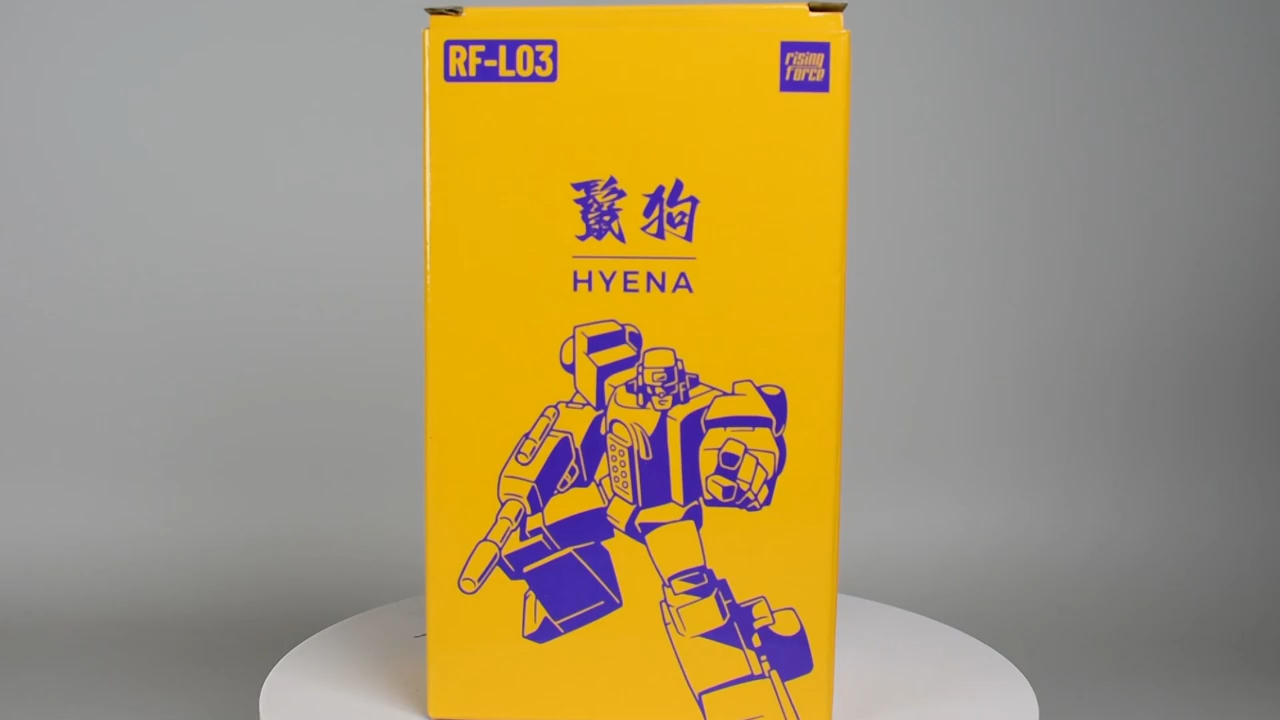 RF-L03
rising
force
鬣狗
HYENA